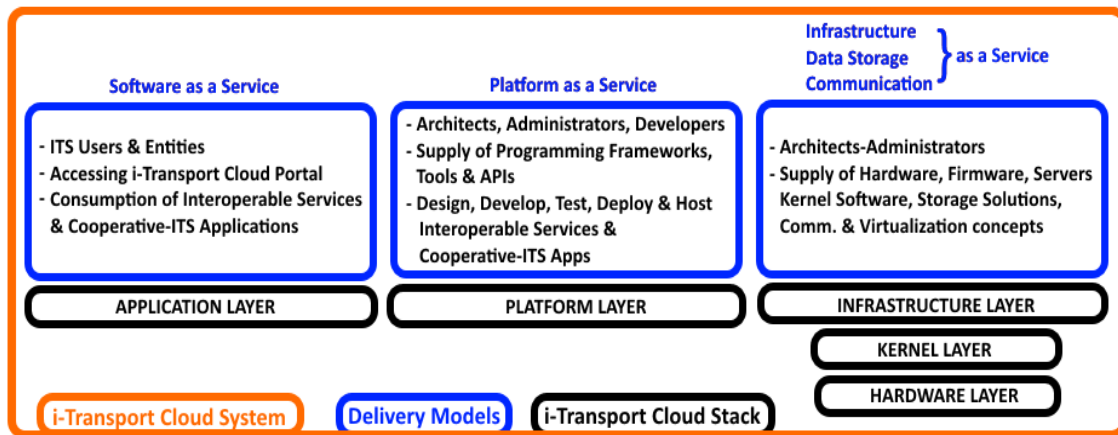 Software as a Service
- ITS Users & Entities
- Accessing i-Transport Cloud Portal
- Consumption of Interoperable Services
& Cooperative-ITS Applications
APPLICATION LAYER
Platform as a Service
- Architects, Administrators, Developers
- Supply of Programming Frameworks,
Tools & APIs
- Design, Develop, Test, Deploy & Host
Interoperable Services &
Cooperative-ITS Apps
PLATFORM LAYER
Infrastructure
Data Storage
Communication
as a Service
- Architects-Administrators
- Supply of Hardware, Firmware, Servers
Kernel Software, Storage Solutions,
Comm. & Virtualization concepts
INFRASTRUCTURE LAYER
KERNEL LAYER
HARDWARE LAYER
i-Transport Cloud System
Delivery Models
i-Transport Cloud Stack